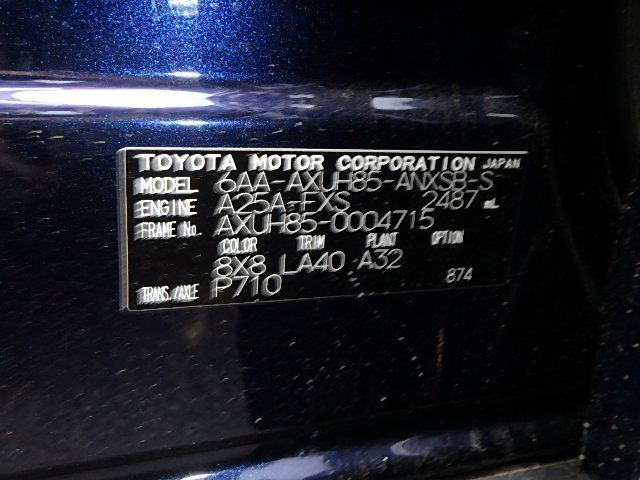 TOYOTA MOTOR CORPORATION JAPAN
MODEL 6AA-AXUH85-ANXSB-S
ENGINE A25A-FXS 2487 mL
FRAME No. AXUH85-0004715
COLOR TRIM PLANT OPTION
8X8 LA40 A32
TRANS./AXLE P710 874